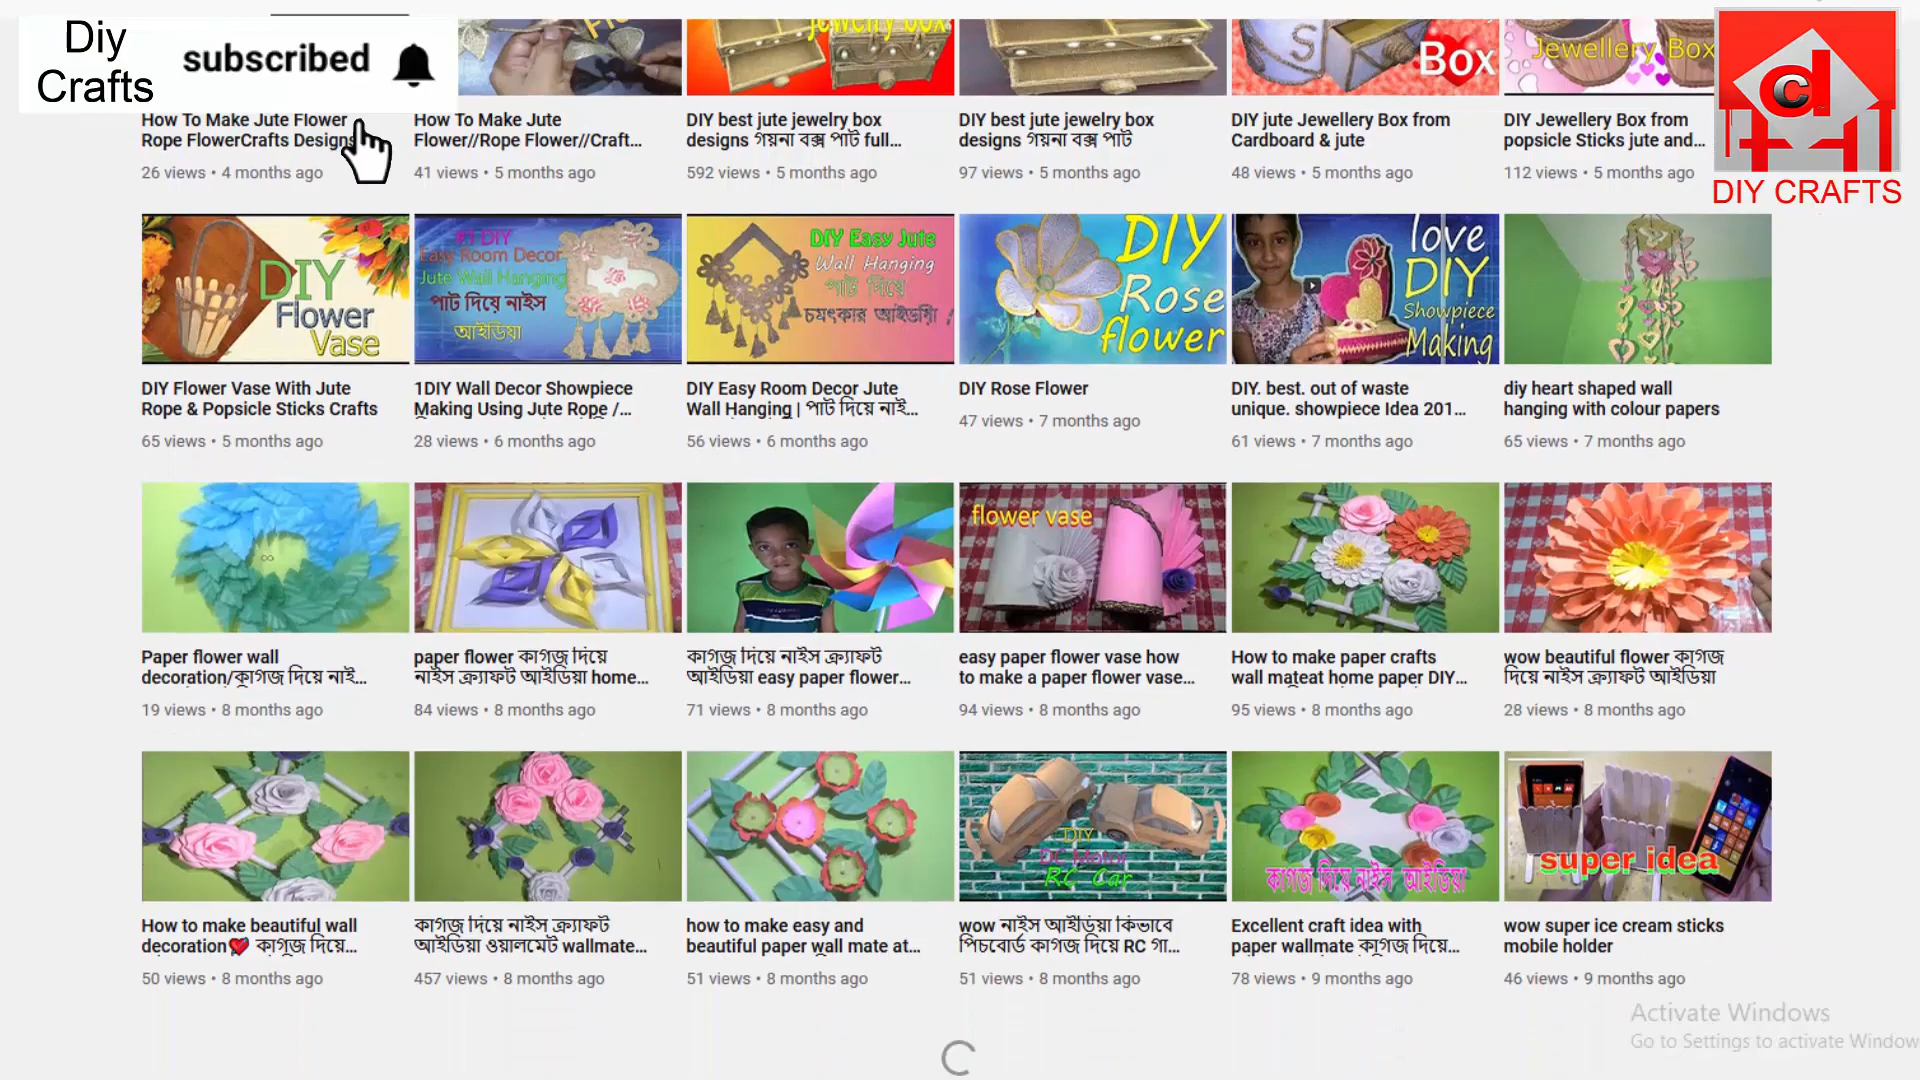 Diy
Crafts
subscribed
jewelry box
Box
Jewellery Box
DIY CRAFTS
How To Make Jute Flower
Rope FlowerCrafts Designs
26 views • 4 months ago
How To Make Jute
Flower//Rope Flower//Craft...
41 views • 5 months ago
DIY best jute jewelry box
designs গয়না বক্স পাট full...
592 views • 5 months ago
DIY best jute jewelry box
designs গয়না বক্স পাট
97 views • 5 months ago
DIY jute Jewellery Box from
Cardboard & jute
48 views • 5 months ago
DIY Jewellery Box from
popsicle Sticks jute and...
112 views • 5 months ago
DIY
Flower
Vase
#1 DIY
Easy Room Decor
Jute Wall Hanging
পাট দিয়ে নাইস
আইডিয়া
DIY Easy Jute
Wall Hanging
পাট দিয়ে
চমৎকার আইডিয়া !
DIY
Rose
flower
love
DIY
Showpiece
Making
DIY Flower Vase With Jute
Rope & Popsicle Sticks Crafts
65 views • 5 months ago
1DIY Wall Decor Showpiece
Making Using Jute Rope /...
28 views • 6 months ago
DIY Easy Room Decor Jute
Wall Hanging | পাট দিয়ে নাই...
56 views • 6 months ago
DIY Rose Flower
47 views • 7 months ago
DIY. best. out of waste
unique. showpiece Idea 201...
61 views • 7 months ago
diy heart shaped wall
hanging with colour papers
65 views • 7 months ago
flower vase
Paper flower wall
decoration/কাগজ দিয়ে নাই...
19 views • 8 months ago
paper flower কাগজ দিয়ে
নাইস ক্র্যাফট আইডিয়া home...
84 views • 8 months ago
কাগজ দিয়ে নাইস ক্র্যাফট
আইডিয়া easy paper flower...
71 views • 8 months ago
easy paper flower vase how
to make a paper flower vase...
94 views • 8 months ago
How to make paper crafts
wall mateat home paper DIY...
95 views • 8 months ago
wow beautiful flower কাগজ
দিয়ে নাইস ক্র্যাফট আইডিয়া
28 views • 8 months ago
DIY
DC Motor
RC Car
কাগজ দিয়ে নাইস আইডিয়া
super idea
How to make beautiful wall
decoration💝 কাগজ দিয়ে...
50 views • 8 months ago
কাগজ দিয়ে নাইস ক্র্যাফট
আইডিয়া ওয়ালমেট wallmate...
457 views • 8 months ago
how to make easy and
beautiful paper wall mate at...
51 views • 8 months ago
wow নাইস আইডিয়া কিভাবে
পিচবোর্ড কাগজ দিয়ে RC গা...
51 views • 8 months ago
Excellent craft idea with
paper wallmate কাগজ দিয়ে...
78 views • 9 months ago
wow super ice cream sticks
mobile holder
46 views • 9 months ago
Activate Windows
Go to Settings to activate Window